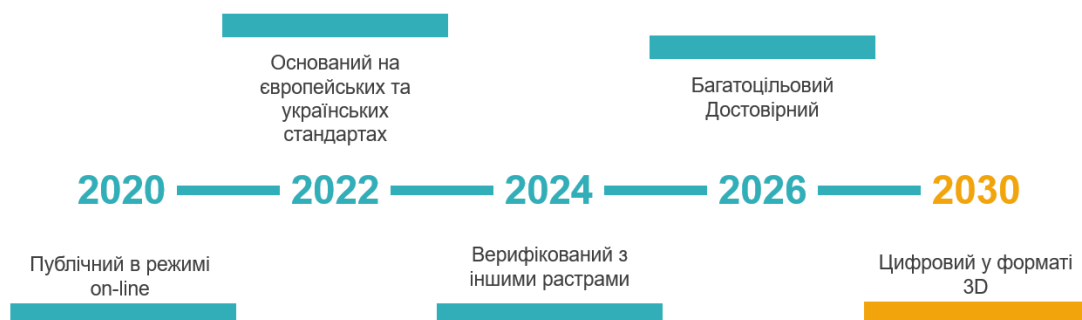 Оснований на
європейських та
українських
стандартах
Багатоцільовий
Достовірний
2020
2022
2024
2026
2030
Публічний в режимі
on-line
Верифікований з
іншими растрами
Цифровий у форматі
3D